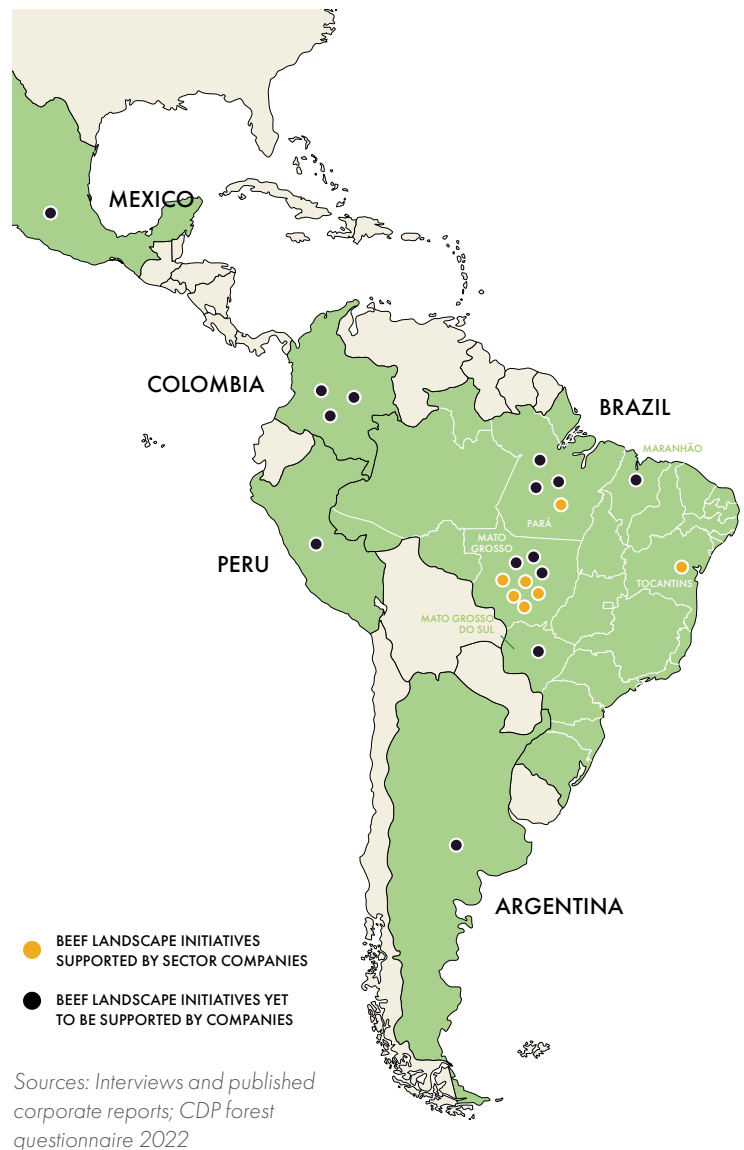 MEXICO
COLOMBIA
BRAZIL
MARANHÃO
PARÁ
MATO
GROSSO
PERU
TOCANTINS
MATO GROSSO
DO SUL
ARGENTINA
BEEF LANDSCAPE INITIATIVES
SUPPORTED BY SECTOR COMPANIES
BEEF LANDSCAPE INITIATIVES YET
TO BE SUPPORTED BY COMPANIES
Sources: Interviews and published
corporate reports; CDP forest
questionnaire 2022